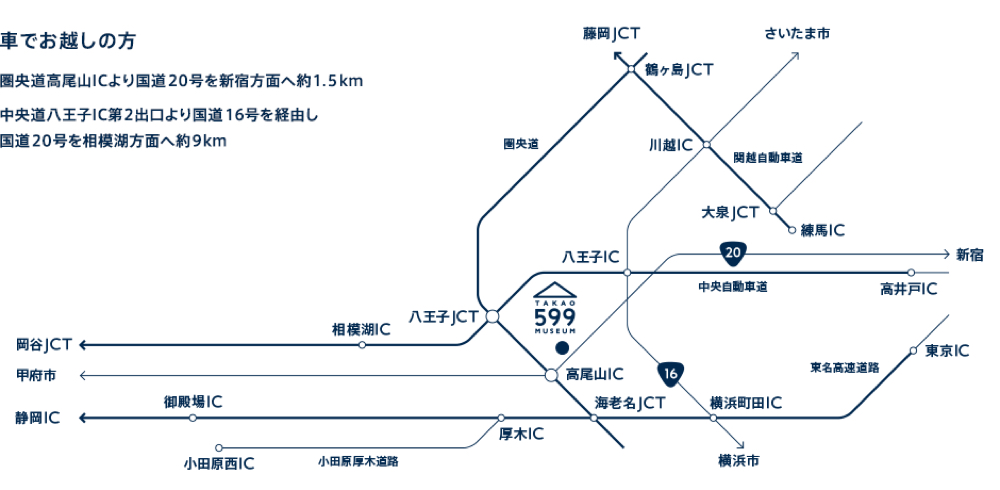 車でお越しの方
圏央道高尾山ICより国道20号を新宿方面へ約1.5km
中央道八王子IC第2出口より国道16号を経由し
国道20号を相模湖方面へ約9km
藤岡JCT
さいたま市
鶴ヶ島JCT
圏央道
川越IC
関越自動車道
大泉JCT
練馬IC
八王子IC
20
新宿
中央自動車道
高井戸IC
TAKAO
599
MUSEUM
八王子JCT
相模湖IC
岡谷JCT
東京IC
甲府市
高尾山IC
16
東名高速道路
御殿場IC
海老名JCT
横浜町田IC
静岡IC
厚木IC
小田原西IC
小田原厚木道路
横浜市